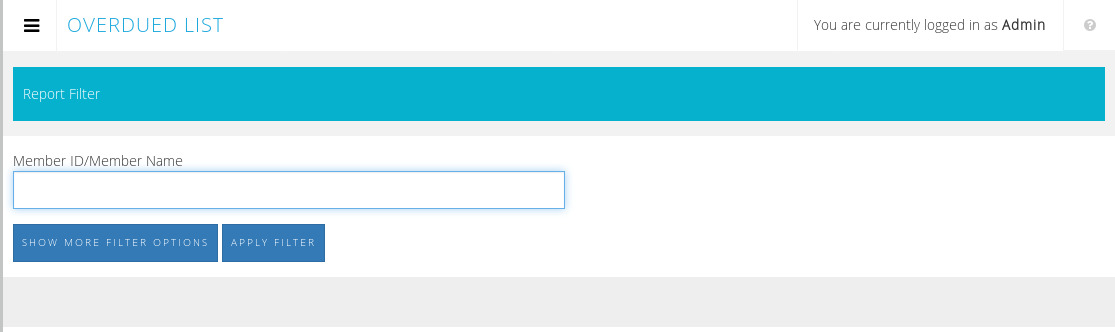 OVERDUED LIST
You are currently logged in as Admin
Report Filter
Member ID/Member Name
SHOW MORE FILTER OPTIONS
APPLY FILTER